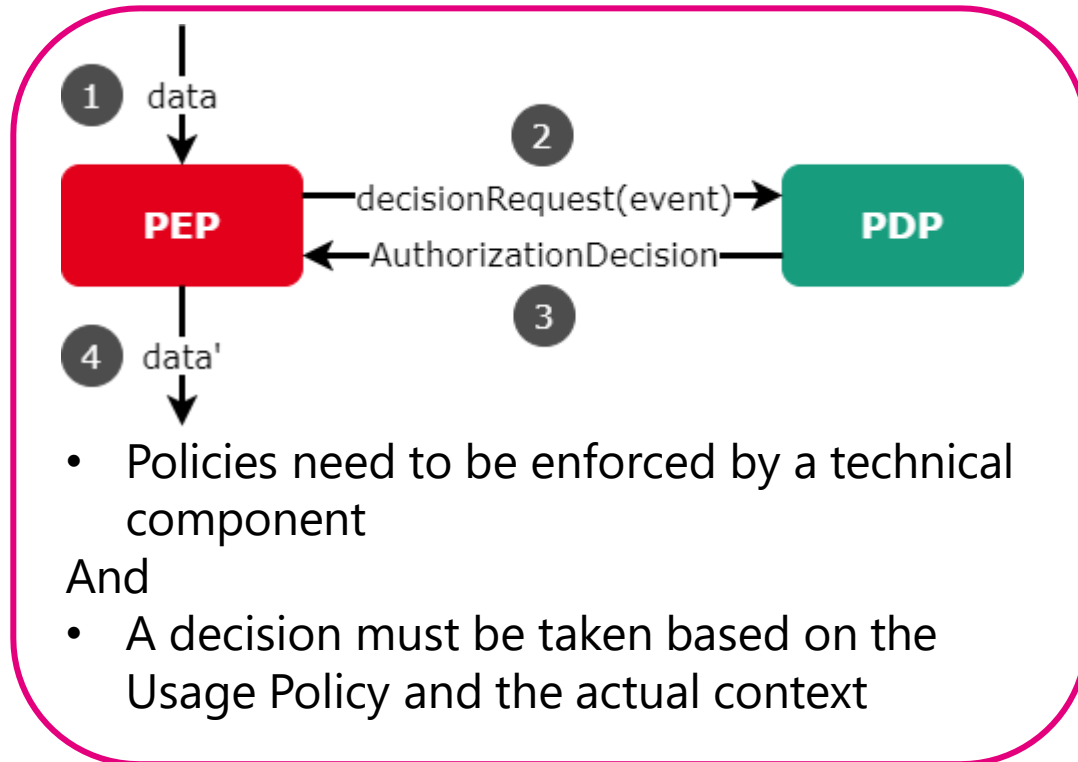 1 data
2
PEP
decisionRequest(event)
PDP
AuthorizationDecision
3
4 data'
• Policies need to be enforced by a technical
component
And
• A decision must be taken based on the
Usage Policy and the actual context